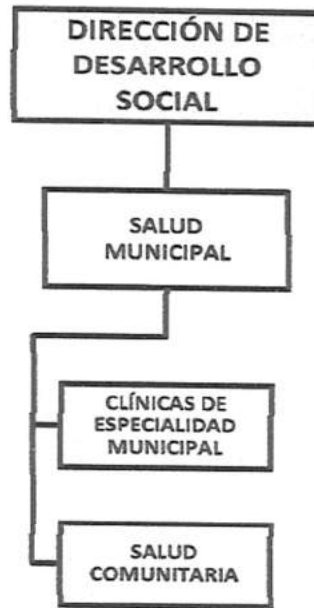 DIRECCIÓN DE
DESARROLLO
SOCIAL
SALUD
MUNICIPAL
CLÍNICAS DE
ESPECIALIDAD
MUNICIPAL
SALUD
COMUNITARIA